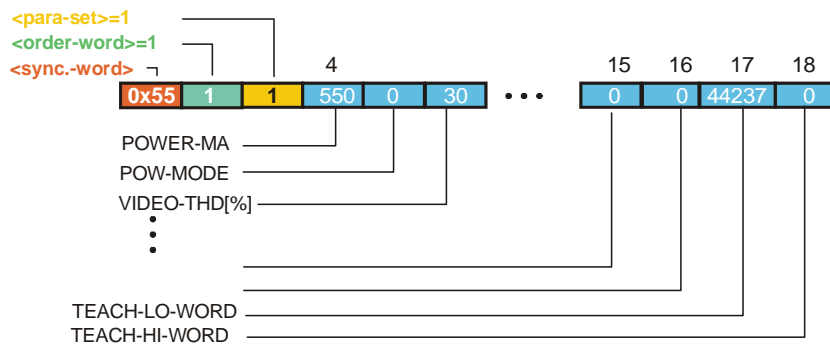 <para-set>=1
<order-word>=1
<sync.-word>
4 15 16 17 18
0x55 1 1 550 0 30 • • • 0 0 44237 0
POWER-MA
POW-MODE
VIDEO-THD[%]
TEACH-LO-WORD
TEACH-HI-WORD